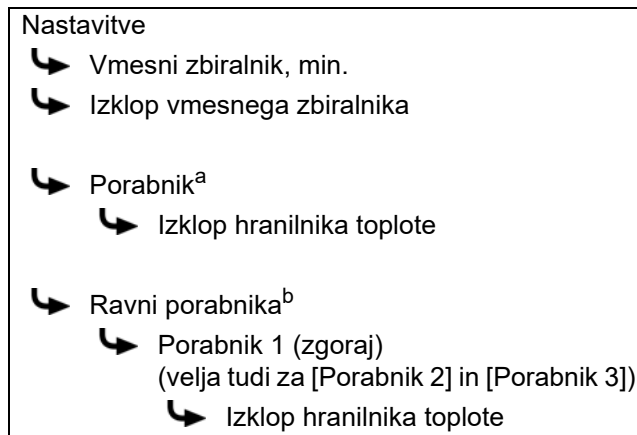 Nastavitve
Vmesni zbiralnik, min.
Izklop vmesnega zbiralnika
Porabnikᵃ
Izklop hranilnika toplote
Ravni porabnikaᵇ
Porabnik 1 (zgoraj)
(velja tudi za [Porabnik 2] in [Porabnik 3])
Izklop hranilnika toplote